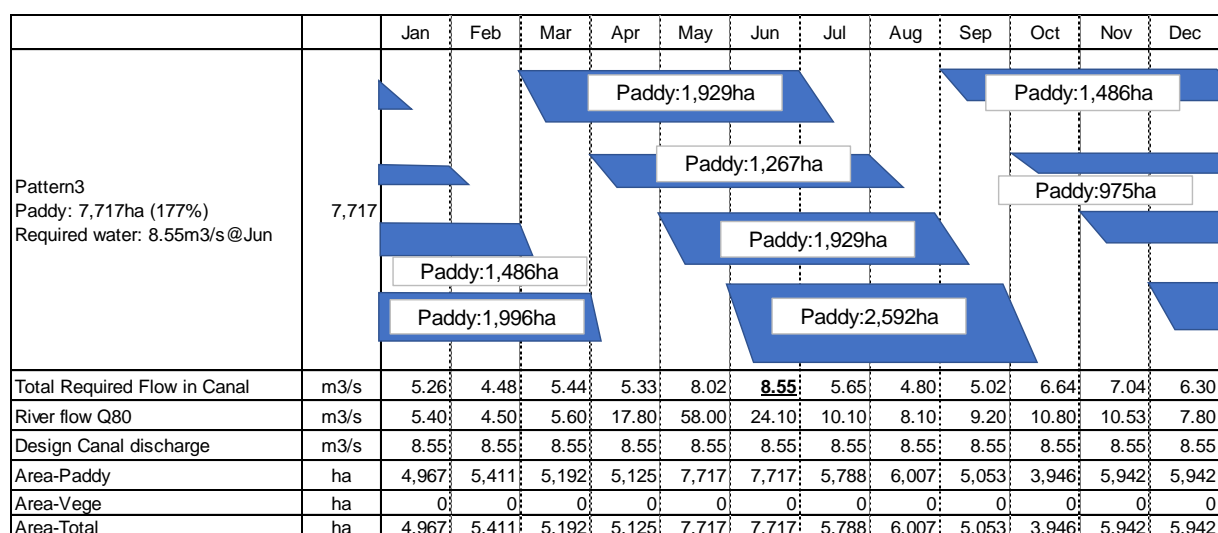 Jan Feb Mar Apr May Jun Jul Aug Sep Oct Nov Dec
Paddy:1,929ha
Paddy:1,486ha
Paddy:1,267ha
Paddy:975ha
Pattern3
Paddy: 7,717ha (177%)
Required water: 8.55m3/s@Jun
7,717
Paddy:1,929ha
Paddy:1,486ha
Paddy:1,996ha
Paddy:2,592ha
Total Required Flow in Canal m3/s 5.26 4.48 5.44 5.33 8.02 8.55 5.65 4.80 5.02 6.64 7.04 6.30
River flow Q80 m3/s 5.40 4.50 5.60 17.80 58.00 24.10 10.10 8.10 9.20 10.80 10.53 7.80
Design Canal discharge m3/s 8.55 8.55 8.55 8.55 8.55 8.55 8.55 8.55 8.55 8.55 8.55 8.55
Area-Paddy ha 4,967 5,411 5,192 5,125 7,717 7,717 5,788 6,007 5,053 3,946 5,942 5,942
Area-Vege ha 0 0 0 0 0 0 0 0 0 0 0 0
Area-Total ha 4,967 5,411 5,192 5,125 7,717 7,717 5,788 6,007 5,053 3,946 5,942 5,942